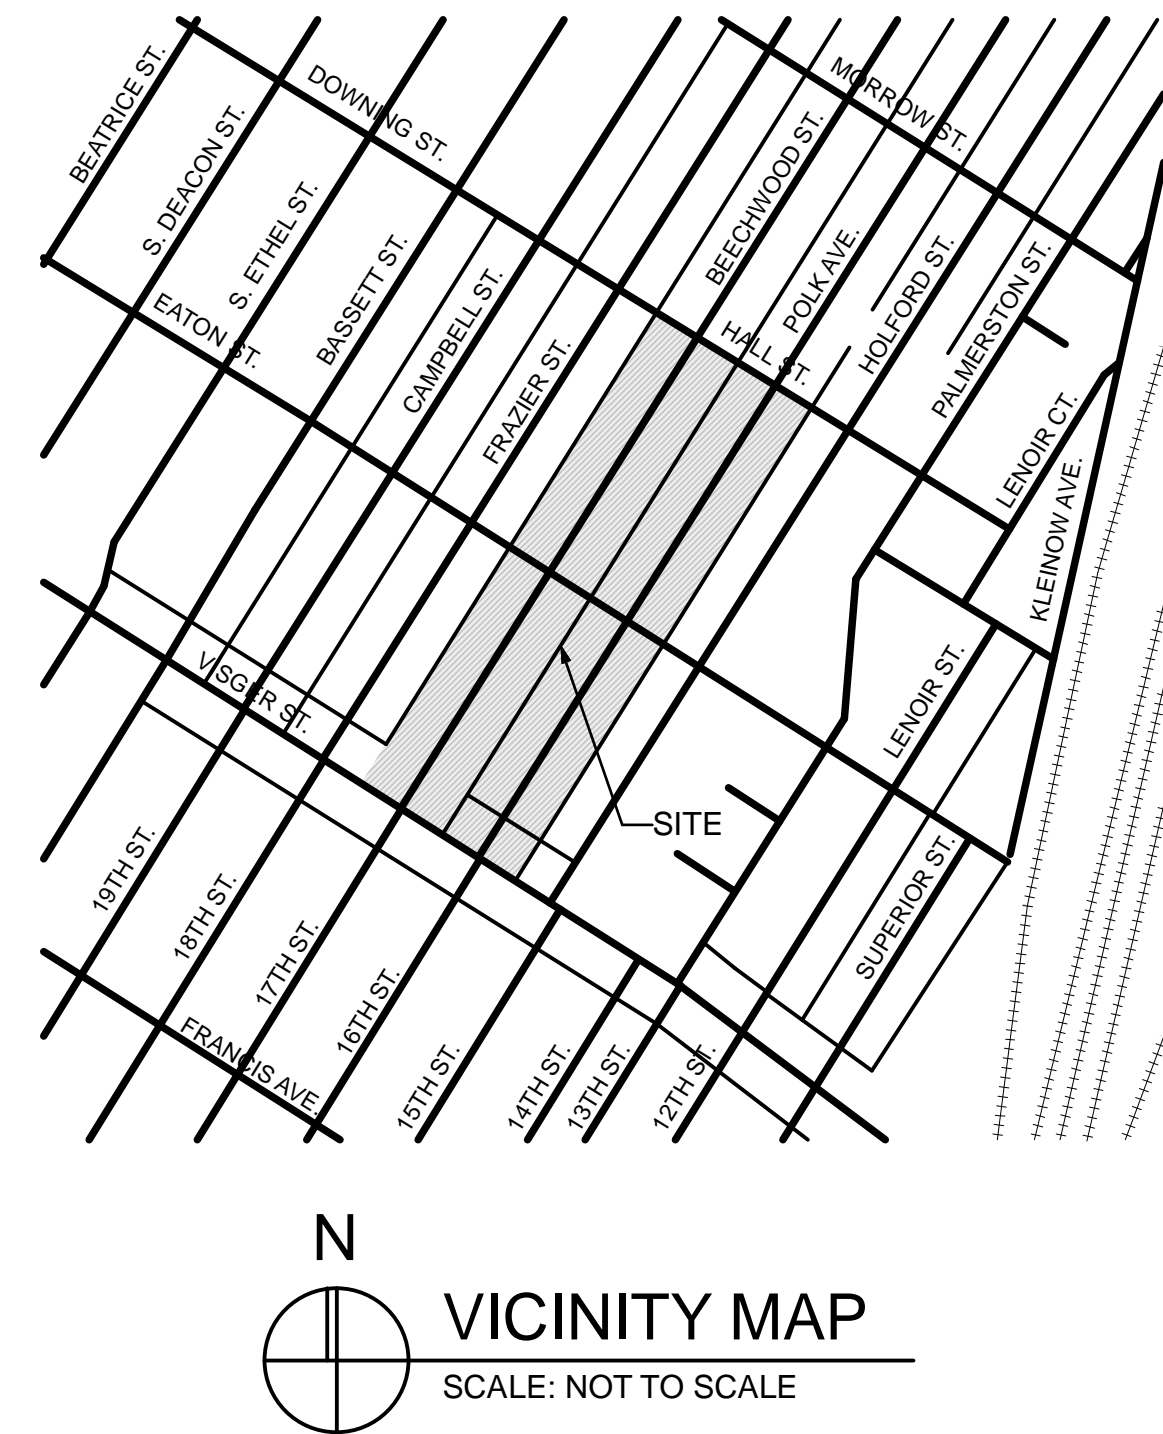 BEATRICE ST.
DOWNING ST.
MORROW ST.
S. DEACON ST.
BEECHWOOD ST.
S. ETHEL ST.
POLK AVE.
BASSETT ST.
HOLFORD ST.
EATON ST.
CAMPBELL ST.
HALL ST.
PALMERSTON ST.
FRAZIER ST.
LENOIR CT.
KLEINOW AVE.
VISGER ST.
LENOIR ST.
SITE
19TH ST.
18TH ST.
SUPERIOR ST.
17TH ST.
16TH ST.
FRANCIS AVE.
15TH ST.
14TH ST.
13TH ST.
12TH ST.
N
VICINITY MAP
SCALE: NOT TO SCALE